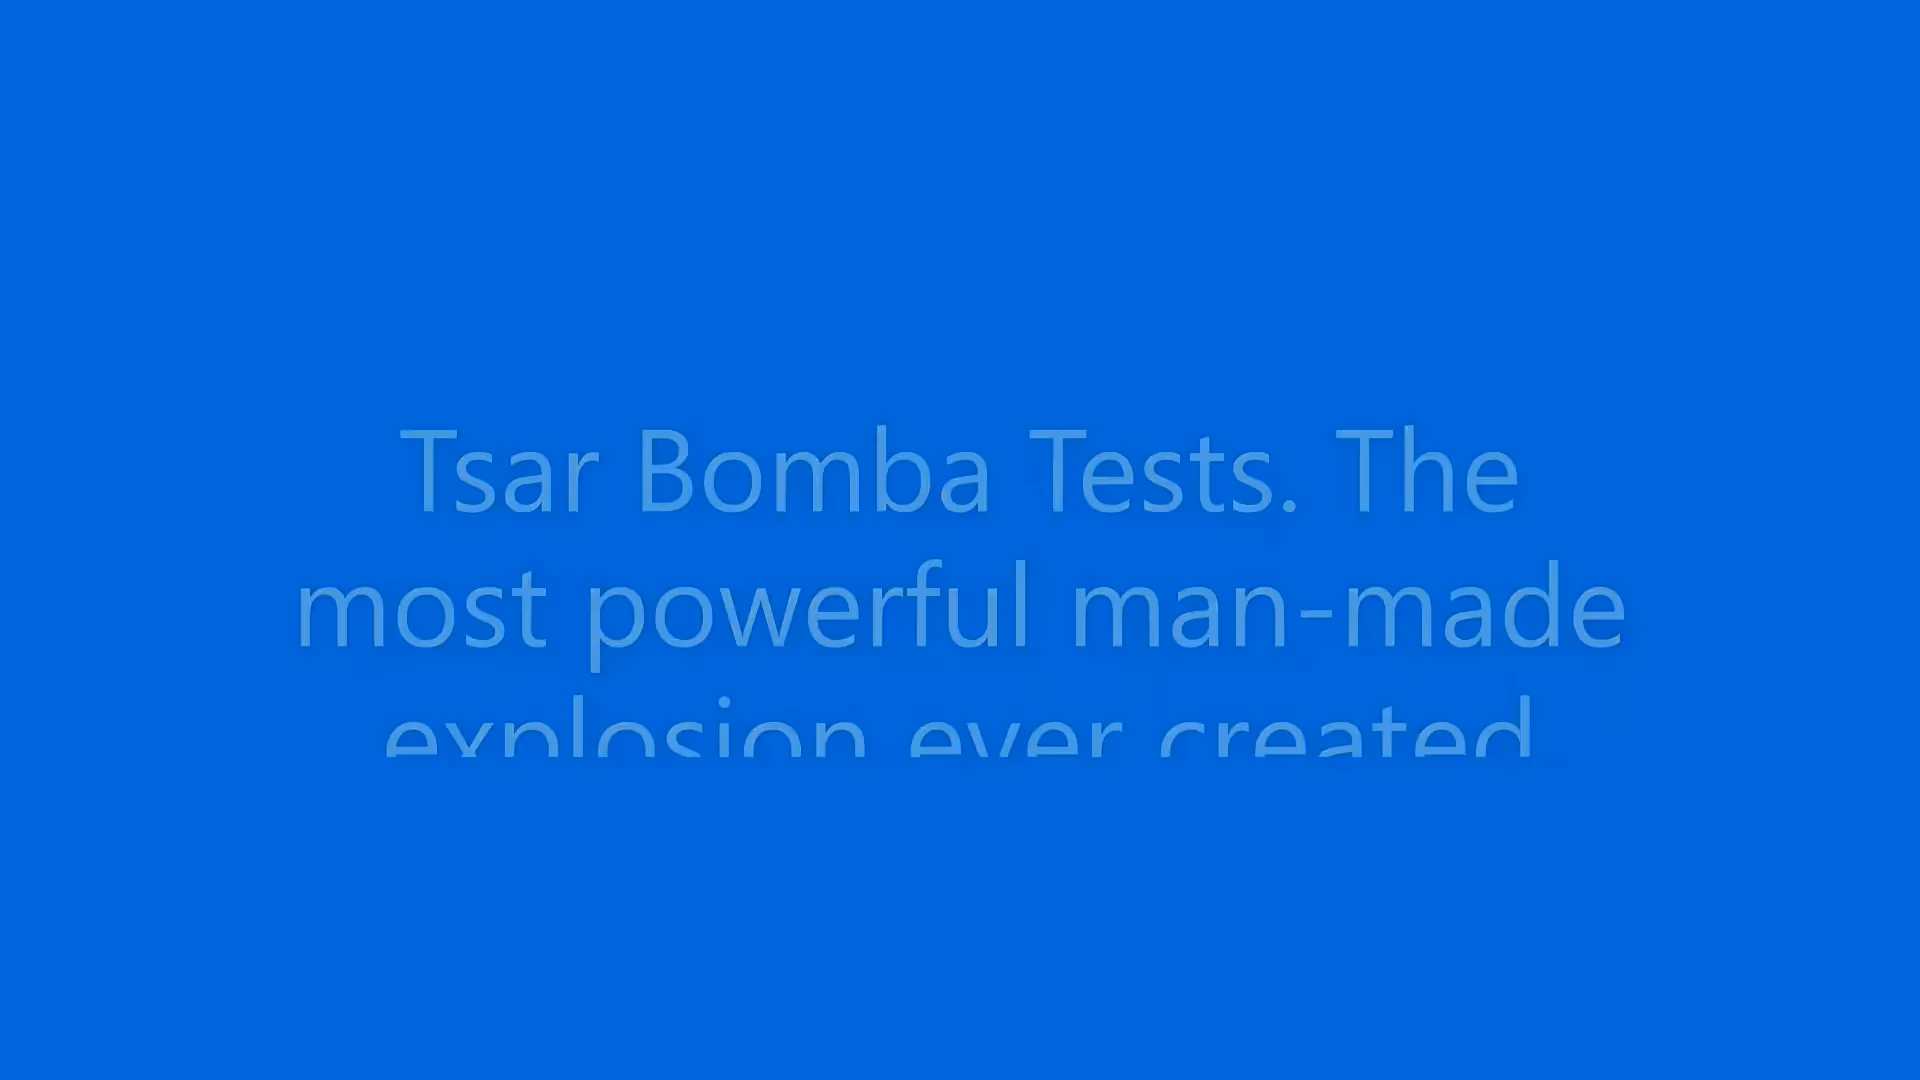 Tsar Bomba Tests. The
most powerful man-made
explosion ever created